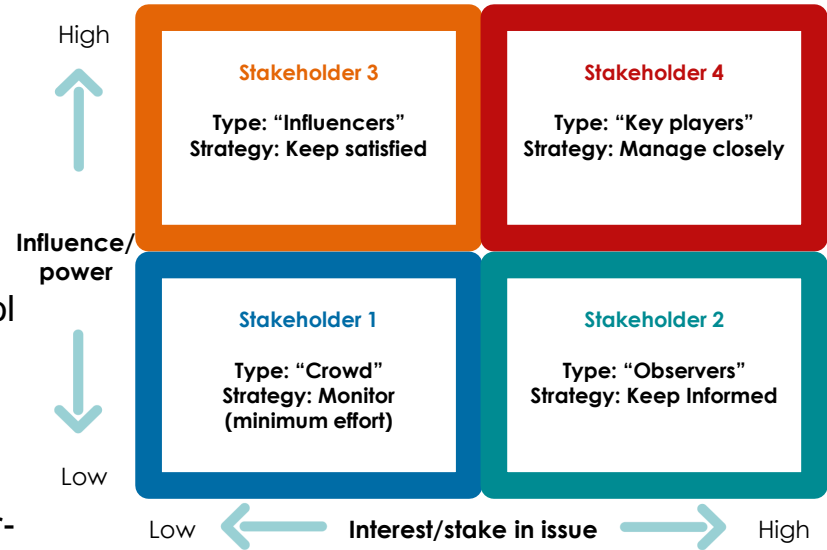 High
Stakeholder 3
Type: “Influencers”
Strategy: Keep satisfied
Stakeholder 4
Type: “Key players”
Strategy: Manage closely
Influence/
power
Stakeholder 1
Type: “Crowd”
Strategy: Monitor
(minimum effort)
Stakeholder 2
Type: “Observers”
Strategy: Keep Informed
Low
Low
Interest/stake in issue
High